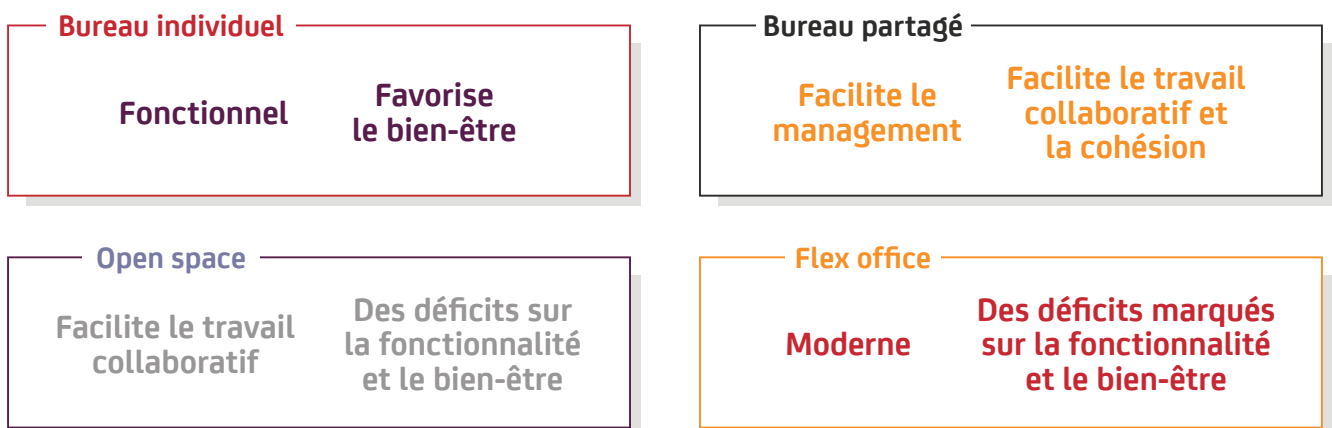 Bureau individuel
Fonctionnel
Favorise
le bien-être
Bureau partagé
Facilite le
management
Facilite le travail
collaboratif et
la cohésion
Open space
Facilite le travail
collaboratif
Des déficits sur
la fonctionnalité
et le bien-être
Flex office
Moderne
Des déficits marqués
sur la fonctionnalité
et le bien-être